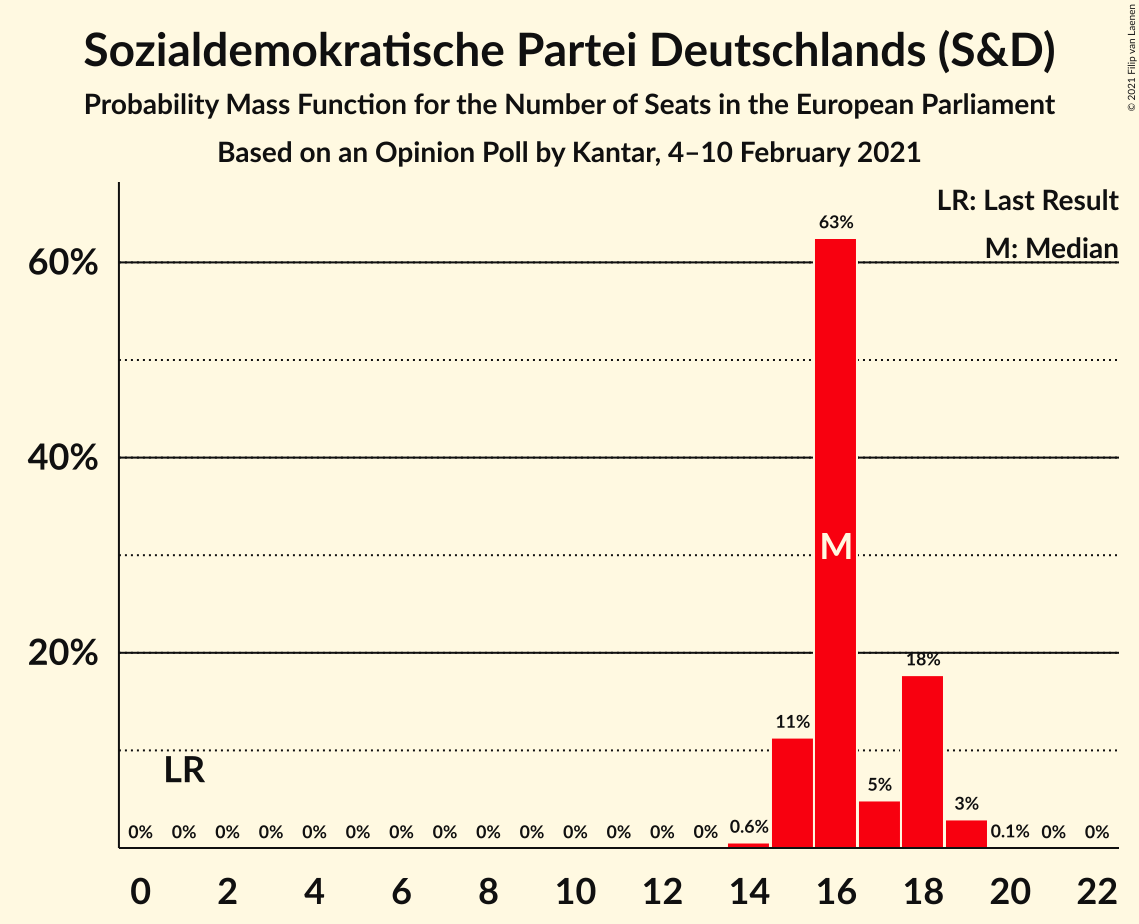 Sozialdemokratische Partei Deutschlands (S&D)
Probability Mass Function for the Number of Seats in the European Parliament
Based on an Opinion Poll by Kantar, 4–10 February 2021
© 2021 Filip van Laenen
LR: Last Result
M: Median
63%
60%
40%
M
20%
18%
11%
LR
5%
3%
0% 0% 0% 0% 0% 0% 0% 0% 0% 0% 0% 0% 0% 0% 0.6% 0.1% 0% 0%
0 2 4 6 8 10 12 14 16 18 20 22